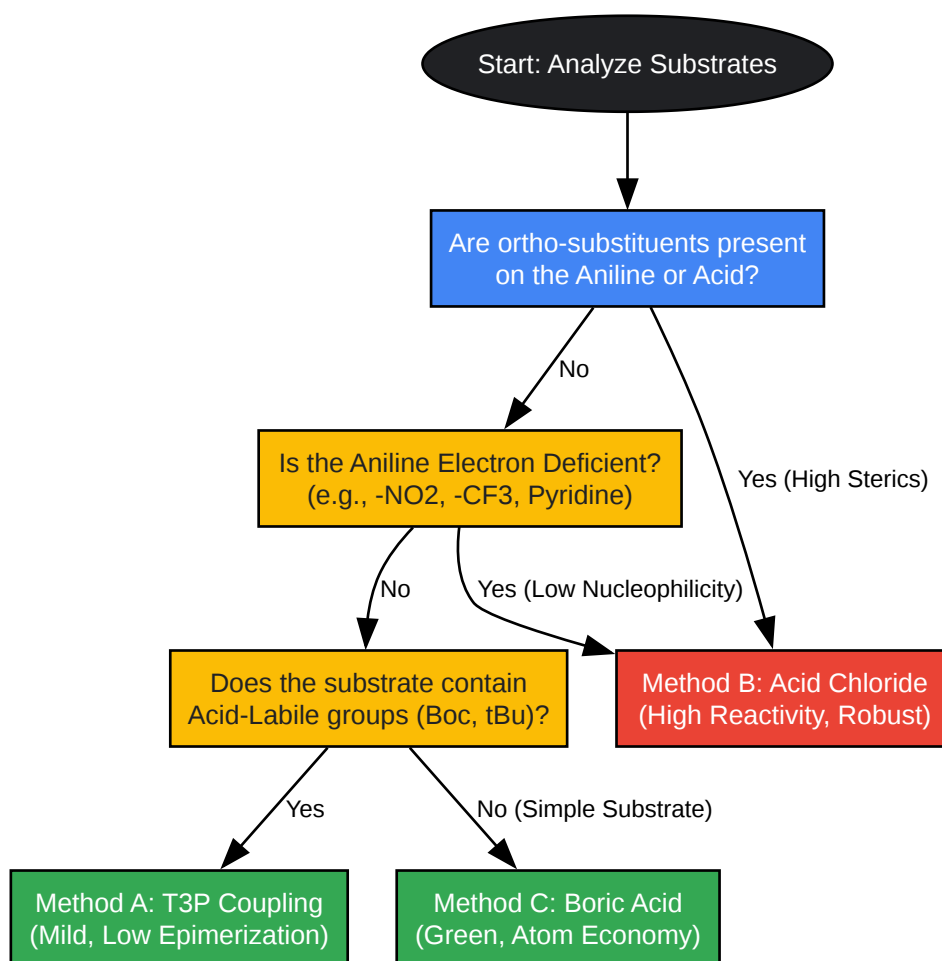 Start: Analyze Substrates
Are ortho-substituents present
on the Aniline or Acid?
No
Is the Aniline Electron Deficient?
(e.g., -NO2, -CF3, Pyridine)
Yes (High Sterics)
No
Yes (Low Nucleophilicity)
Does the substrate contain
Acid-Labile groups (Boc, tBu)?
Method B: Acid Chloride
(High Reactivity, Robust)
Yes
No (Simple Substrate)
Method A: T3P Coupling
(Mild, Low Epimerization)
Method C: Boric Acid
(Green, Atom Economy)